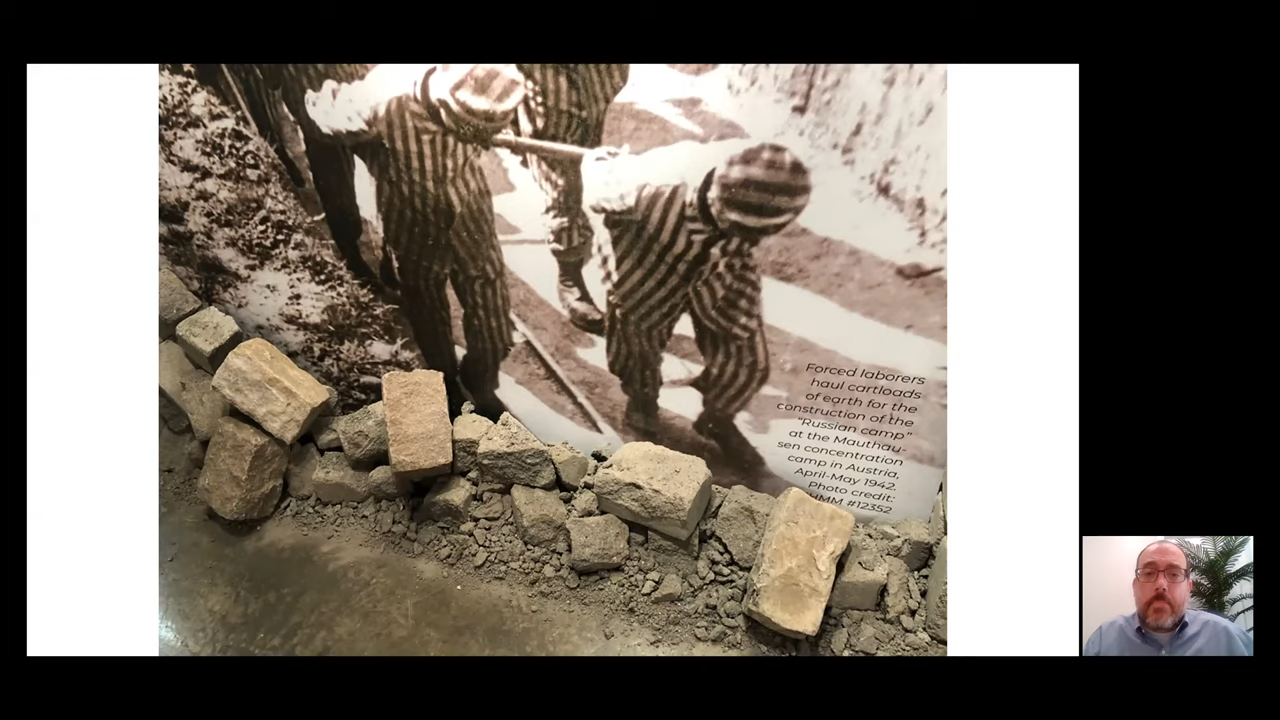 Forced laborers
haul cartloads
of earth for the
construction of the
"Russian camp"
at the Mauthau-
sen concentration
camp in Austria,
April-May 1942.
Photo credit:
#12352